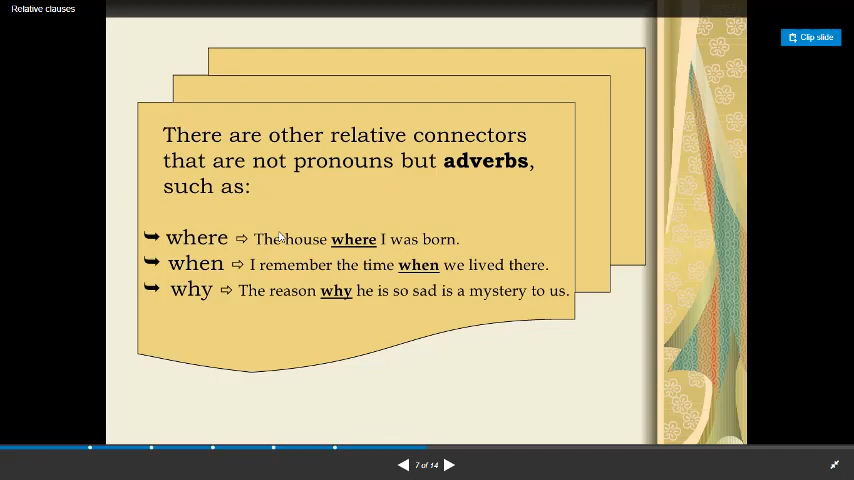 Relative clauses
Clip slide
There are other relative connectors
that are not pronouns but adverbs,
such as:
➥ where ⇨ The house where I was born.
➥ when ⇨ I remember the time when we lived there.
➥ why ⇨ The reason why he is so sad is a mystery to us.
7 of 14